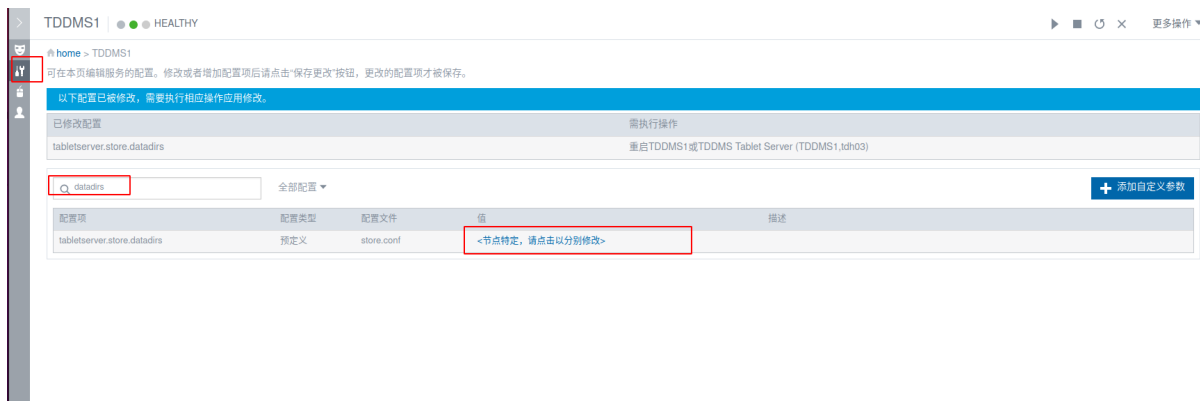 TDDMS1 HEALTHY 更多操作
home > TDDMS1
可在本页编辑服务的配置。修改或者增加配置项后请点击“保存更改”按钮，更改的配置项才被保存。
以下配置已被修改，需要执行相应操作应用修改。
已修改配置 需执行操作
tabletserver.store.datadirs 重启TDDMS1或TDDMS Tablet Server (TDDMS1,tdh03)
datadirs 全部配置 添加自定义参数
配置项 配置类型 配置文件 值 描述
tabletserver.store.datadirs 预定义 store.conf <节点特定，请点击以分别修改>